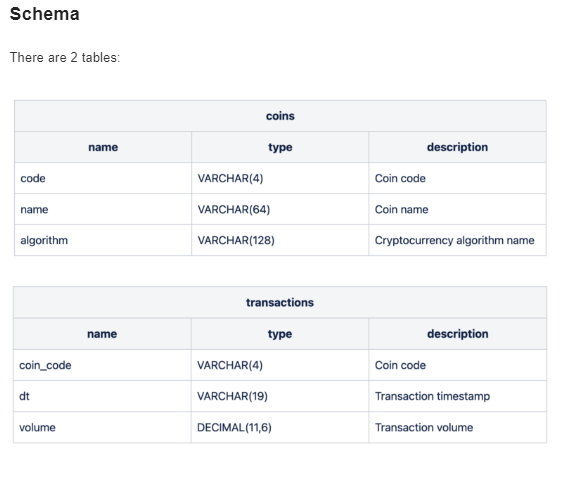 Schema
There are 2 tables:
coins
name type description
code VARCHAR(4) Coin code
name VARCHAR(64) Coin name
algorithm VARCHAR(128) Cryptocurrency algorithm name
transactions
name type description
coin_code VARCHAR(4) Coin code
dt VARCHAR(19) Transaction timestamp
volume DECIMAL(11,6) Transaction volume